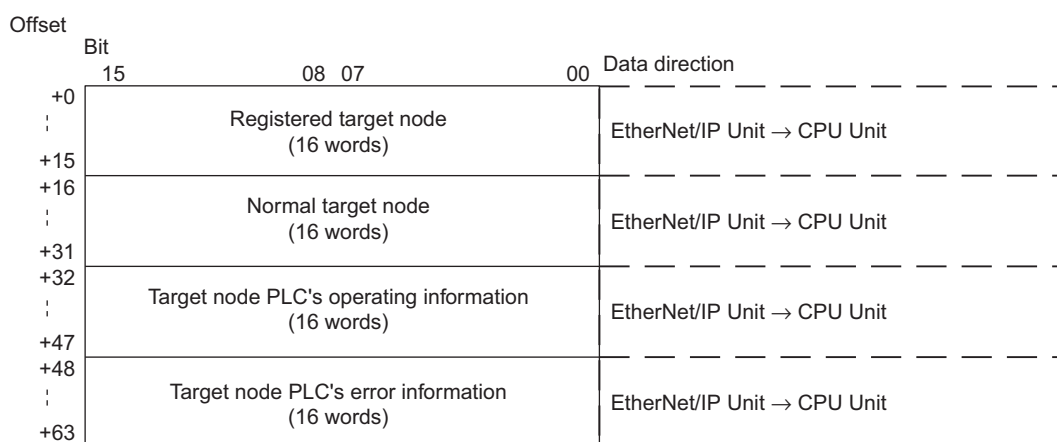 Offset
Bit
15 08 07 00 Data direction
+0
Registered target node
(16 words)
EtherNet/IP Unit → CPU Unit
+15
+16
Normal target node
(16 words)
EtherNet/IP Unit → CPU Unit
+31
+32
Target node PLC's operating information
(16 words)
EtherNet/IP Unit → CPU Unit
+47
+48
Target node PLC's error information
(16 words)
EtherNet/IP Unit → CPU Unit
+63